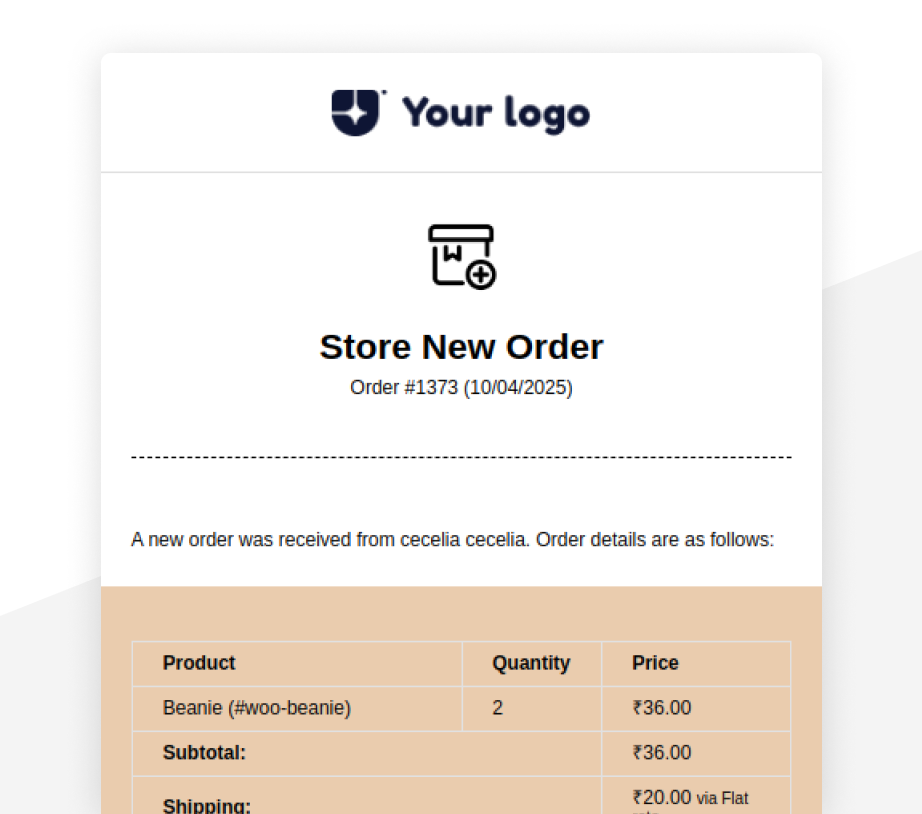 Your logo
Store New Order
Order #1373 (10/04/2025)
A new order was received from cecelia cecelia. Order details are as follows:
Product Quantity Price
Beanie (#woo-beanie) 2 ₹36.00
Subtotal: ₹36.00
Shipping: ₹20.00 via Flat